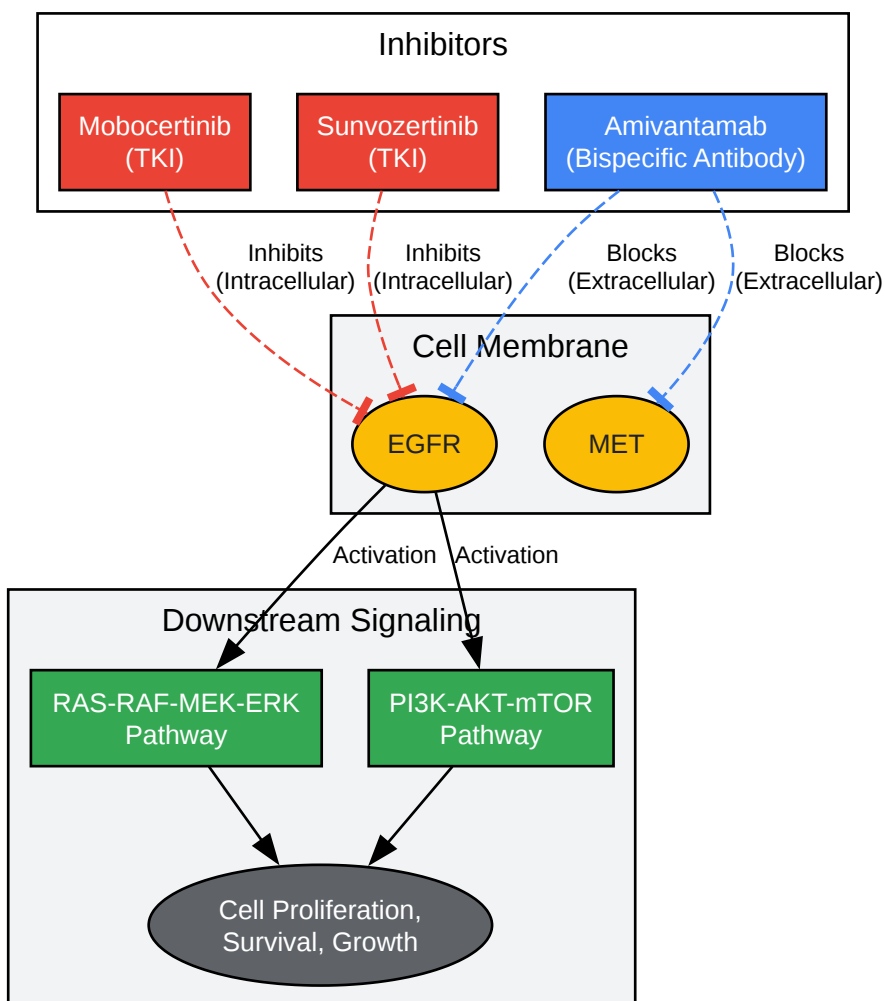 Inhibitors
Mobocertinib
(TKI)
Sunvozertinib
(TKI)
Amivantamab
(Bispecific Antibody)
Inhibits
(Intracellular)
Inhibits
(Intracellular)
Blocks
(Extracellular)
Blocks
(Extracellular)
Cell Membrane
EGFR
MET
Activation
Activation
Downstream Signaling
RAS-RAF-MEK-ERK
Pathway
PI3K-AKT-mTOR
Pathway
Cell Proliferation,
Survival, Growth